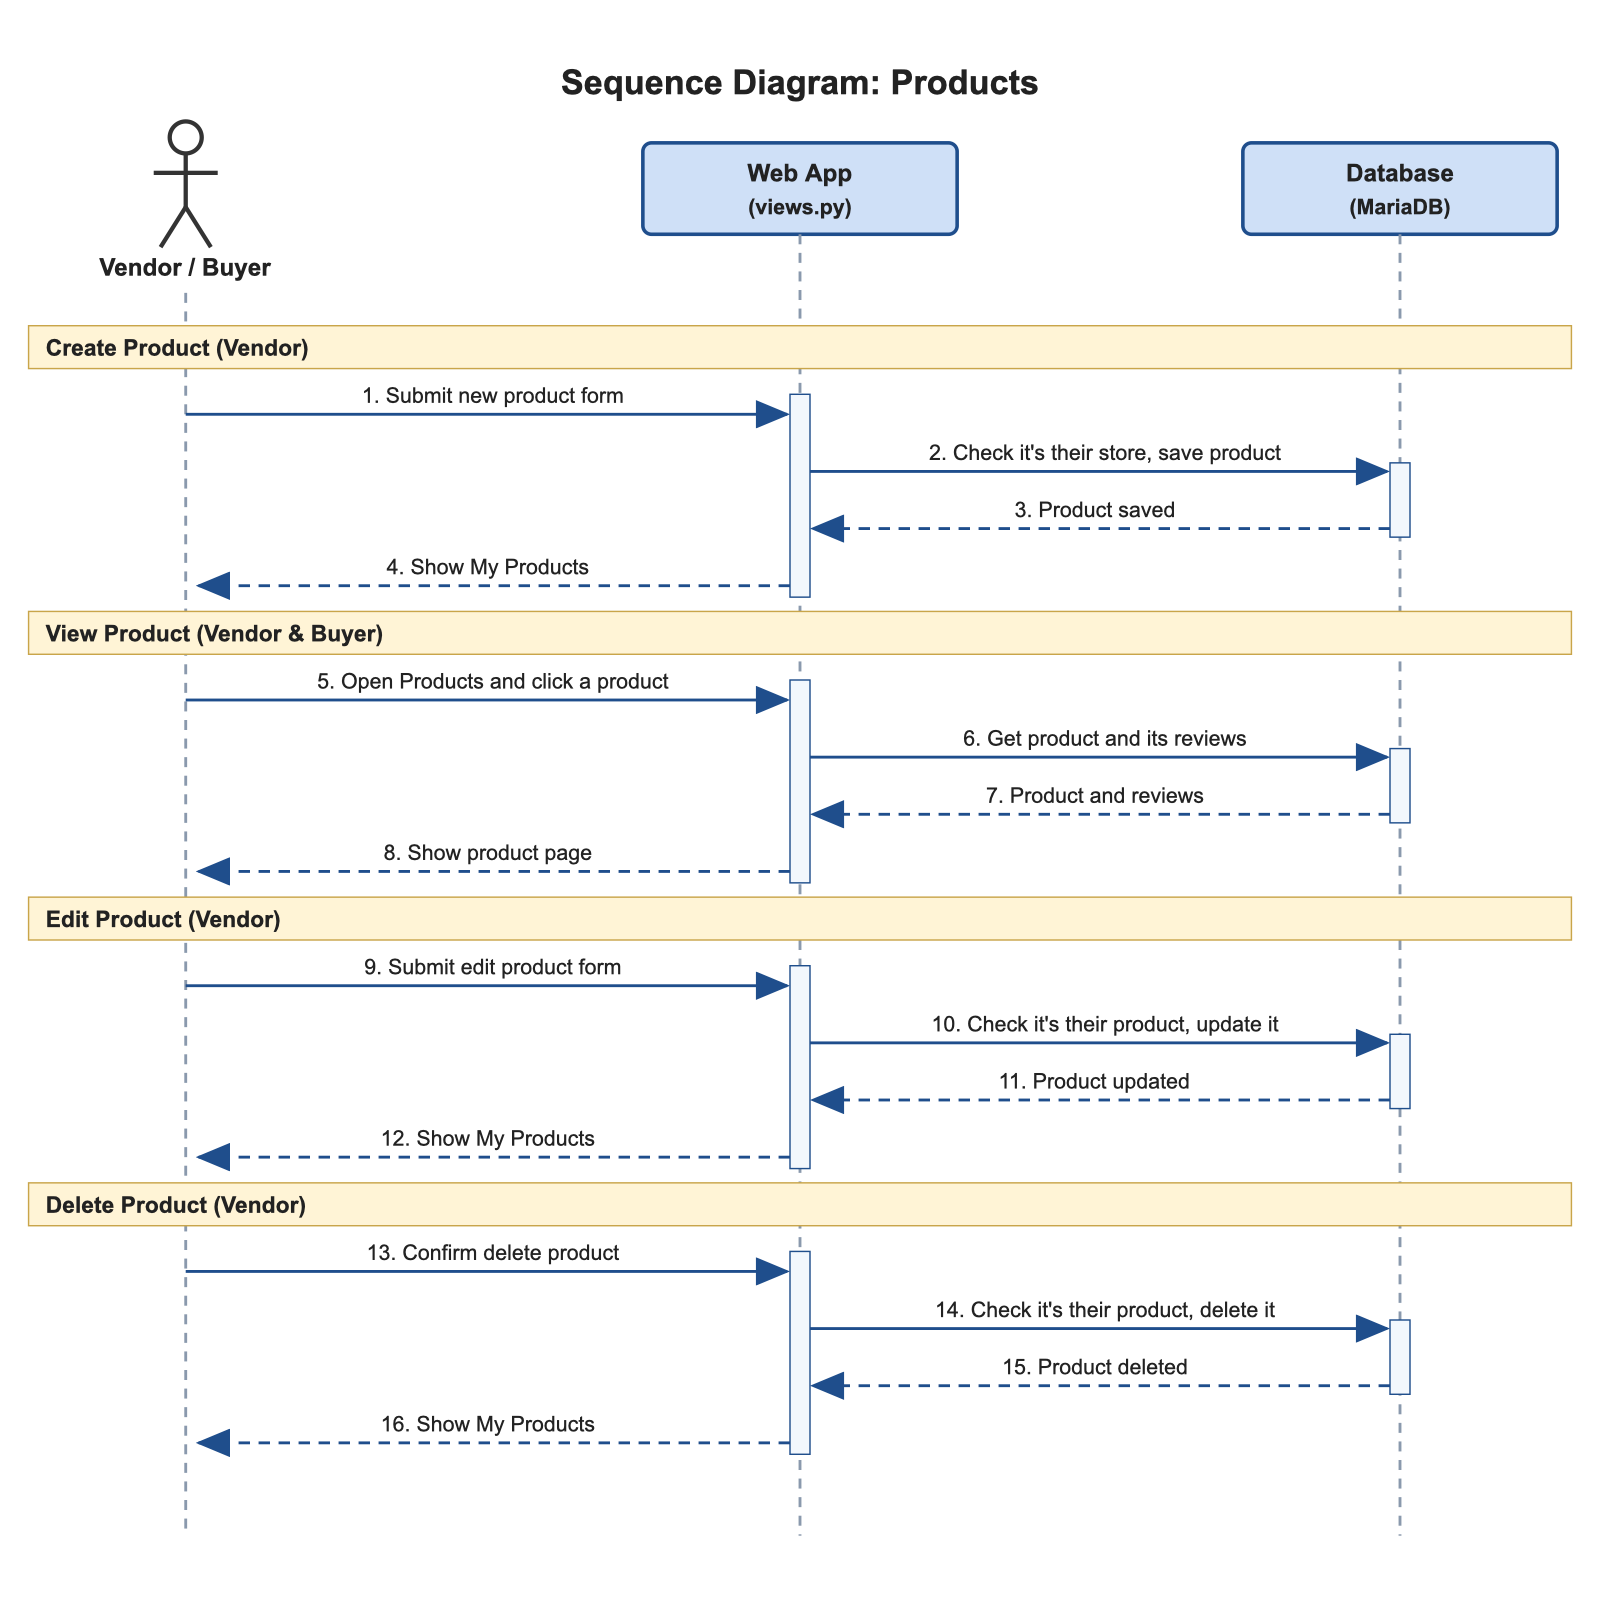 Sequence Diagram: Products
Vendor / Buyer
Web App
(views.py)
Database
(MariaDB)
Create Product (Vendor)
1. Submit new product form
2. Check it's their store, save product
3. Product saved
4. Show My Products
View Product (Vendor & Buyer)
5. Open Products and click a product
6. Get product and its reviews
7. Product and reviews
8. Show product page
Edit Product (Vendor)
9. Submit edit product form
10. Check it's their product, update it
11. Product updated
12. Show My Products
Delete Product (Vendor)
13. Confirm delete product
14. Check it's their product, delete it
15. Product deleted
16. Show My Products